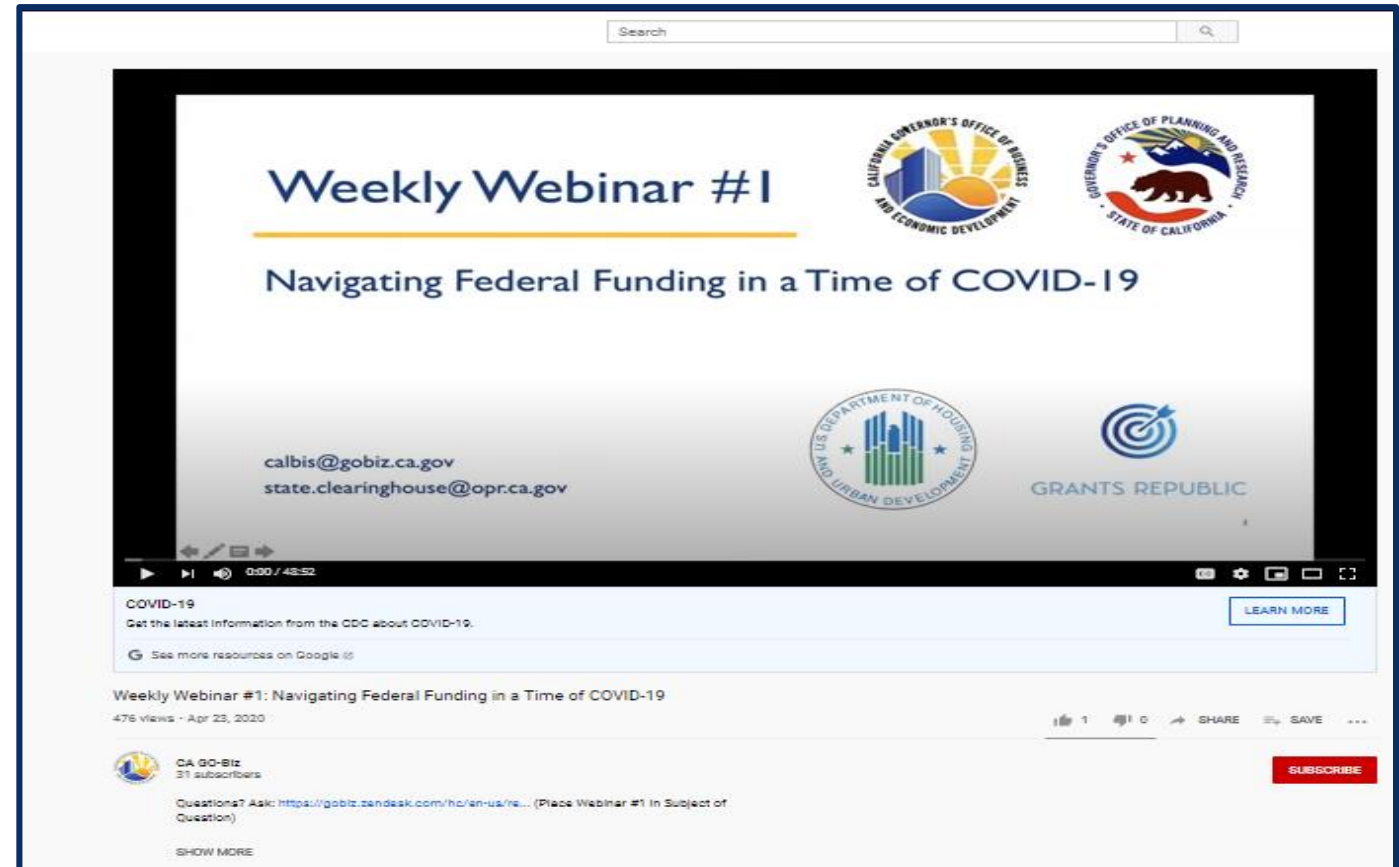 Search
Weekly Webinar #1
CALIFORNIA GOVERNOR'S OFFICE OF BUSINESS
AND ECONOMIC DEVELOPMENT
GOVERNOR'S OFFICE OF PLANNING AND RESEARCH
• STATE OF CALIFORNIA •
Navigating Federal Funding in a Time of COVID-19
calbis@gobiz.ca.gov
state.clearinghouse@opr.ca.gov
US DEPARTMENT OF HOUSING
AND URBAN DEVELOPMENT
GRANTS REPUBLIC
0:00 / 48:52
COVID-19
Get the latest information from the CDC about COVID-19.
LEARN MORE
G See more resources on Google
Weekly Webinar #1: Navigating Federal Funding in a Time of COVID-19
476 views • Apr 23, 2020
1 0 SHARE SAVE ...
CA GO-Biz
31 subscribers
SUBSCRIBE
Questions? Ask: https://gobiz.zendesk.com/hc/en-us/re... (Place Webinar #1 in Subject of
Question)
SHOW MORE